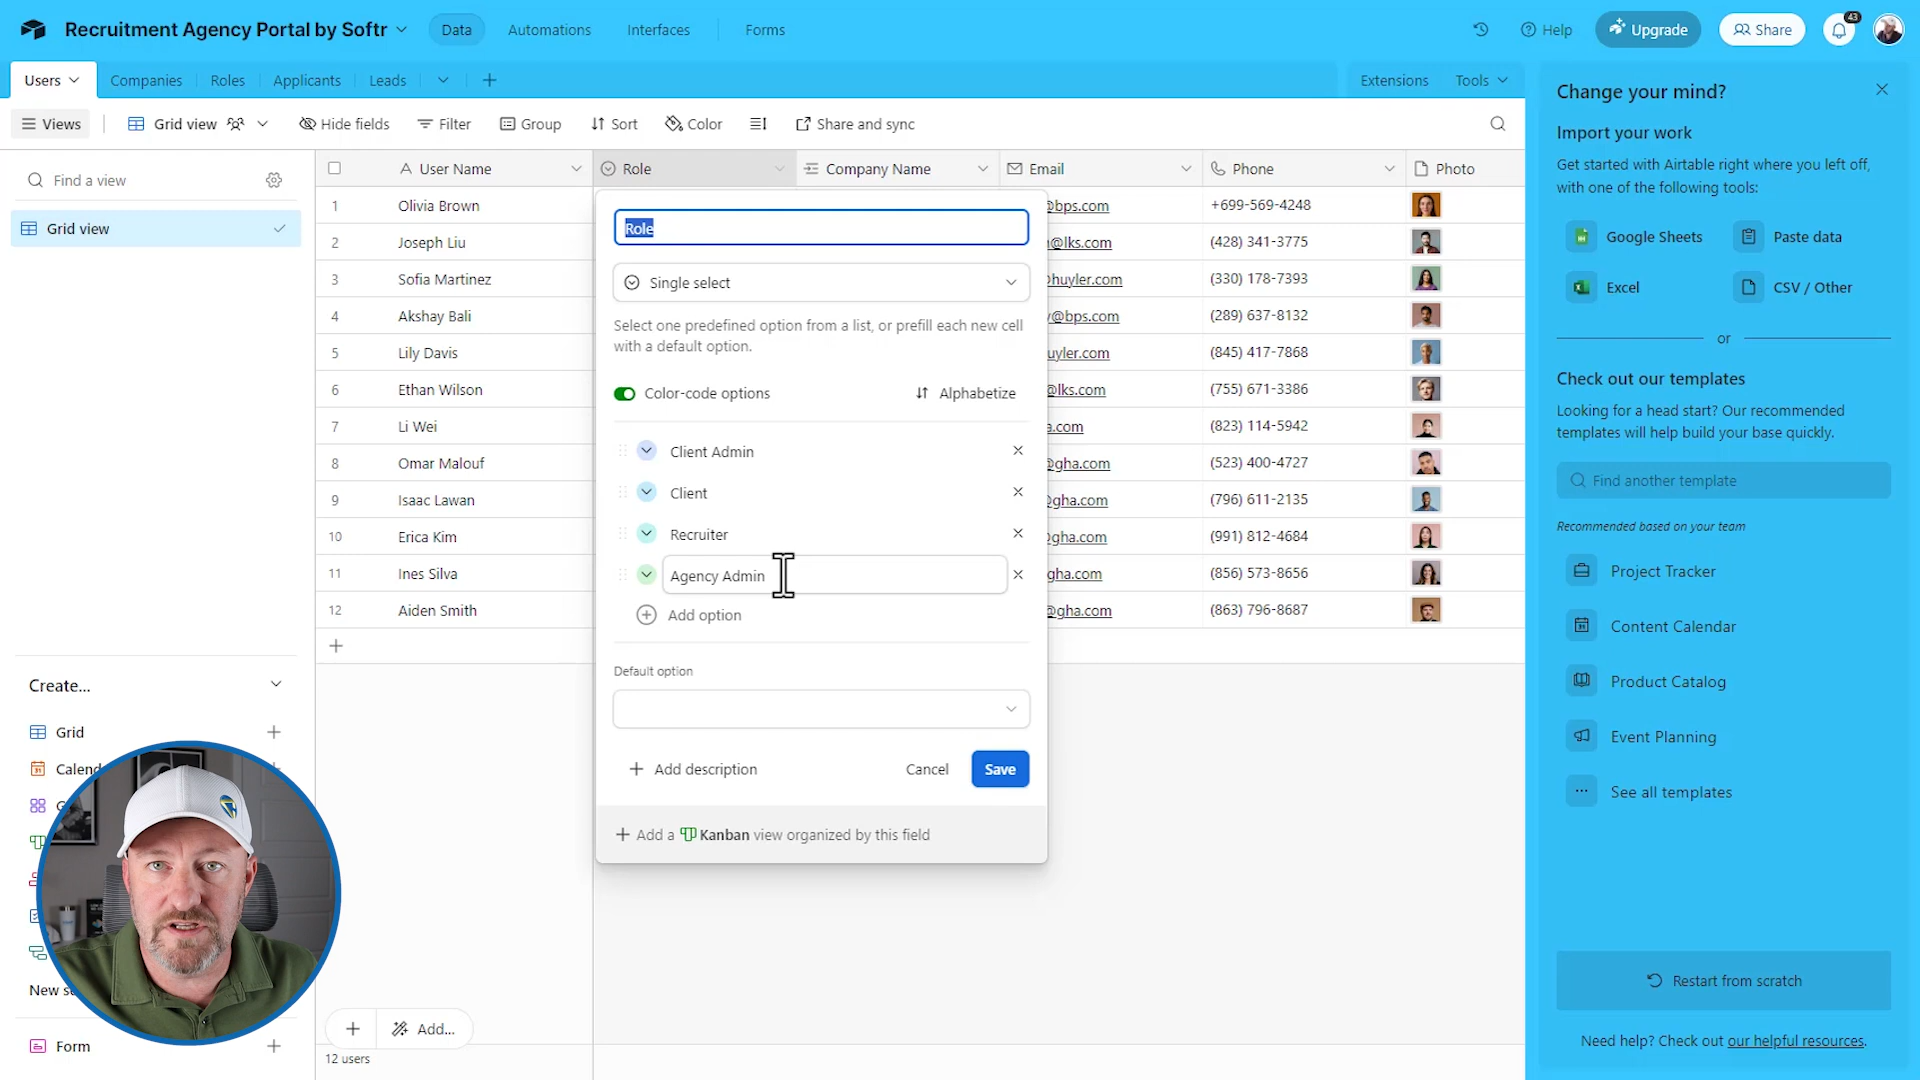 Recruitment Agency Portal by Softr
Data
Automations
Interfaces
Forms
Help
Upgrade
Share
43
Users
Companies
Roles
Applicants
Leads
Extensions
Tools
Views
Grid view
Hide fields
Filter
Group
Sort
Color
Share and sync
Find a view
Grid view
User Name
Role
Company Name
Email
Phone
Photo
1 Olivia Brown @bps.com +699-569-4248
2 Joseph Liu @lks.com (428) 341-3775
3 Sofia Martinez huyler.com (330) 178-7393
4 Akshay Bali @bps.com (289) 637-8132
5 Lily Davis uyler.com (845) 417-7868
6 Ethan Wilson @lks.com (755) 671-3386
7 Li Wei a.com (823) 114-5942
8 Omar Malouf @gha.com (523) 400-4727
9 Isaac Lawan @gha.com (796) 611-2135
10 Erica Kim @gha.com (991) 812-4684
11 Ines Silva gha.com (856) 573-8656
12 Aiden Smith @gha.com (863) 796-8687
Role
Single select
Select one predefined option from a list, or prefill each new cell
with a default option.
Color-code options
Alphabetize
Client Admin
Client
Recruiter
Agency Admin
Add option
Default option
Add description
Cancel
Save
Add a Kanban view organized by this field
Create...
Grid
Calend
G
New s
Form
Add...
12 users
Change your mind?
Import your work
Get started with Airtable right where you left off,
with one of the following tools:
Google Sheets
Paste data
Excel
CSV / Other
or
Check out our templates
Looking for a head start? Our recommended
templates will help build your base quickly.
Find another template
Recommended based on your team
Project Tracker
Content Calendar
Product Catalog
Event Planning
See all templates
Restart from scratch
Need help? Check out our helpful resources.